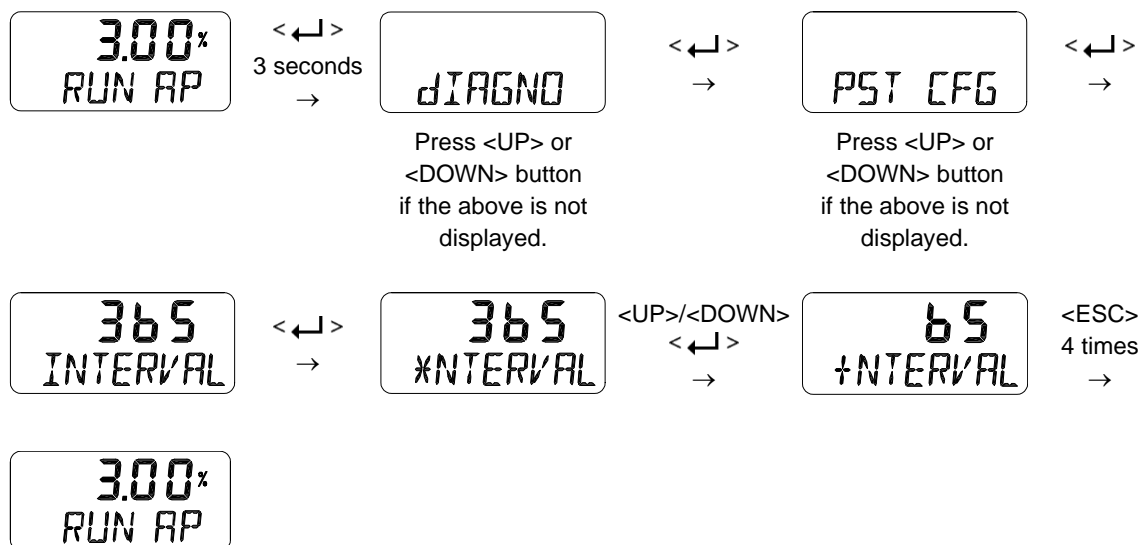 3.00%
RUN AP
< ↵ >
3 seconds
→
dIAGNO
Press <UP> or
<DOWN> button
if the above is not
displayed.
< ↵ >
→
PST CFG
Press <UP> or
<DOWN> button
if the above is not
displayed.
< ↵ >
→
365
INTERVAL
< ↵ >
→
365
*NTERVAL
<UP>/<DOWN>
< ↵ >
→
65
+NTERVAL
<ESC>
4 times
→
3.00%
RUN AP